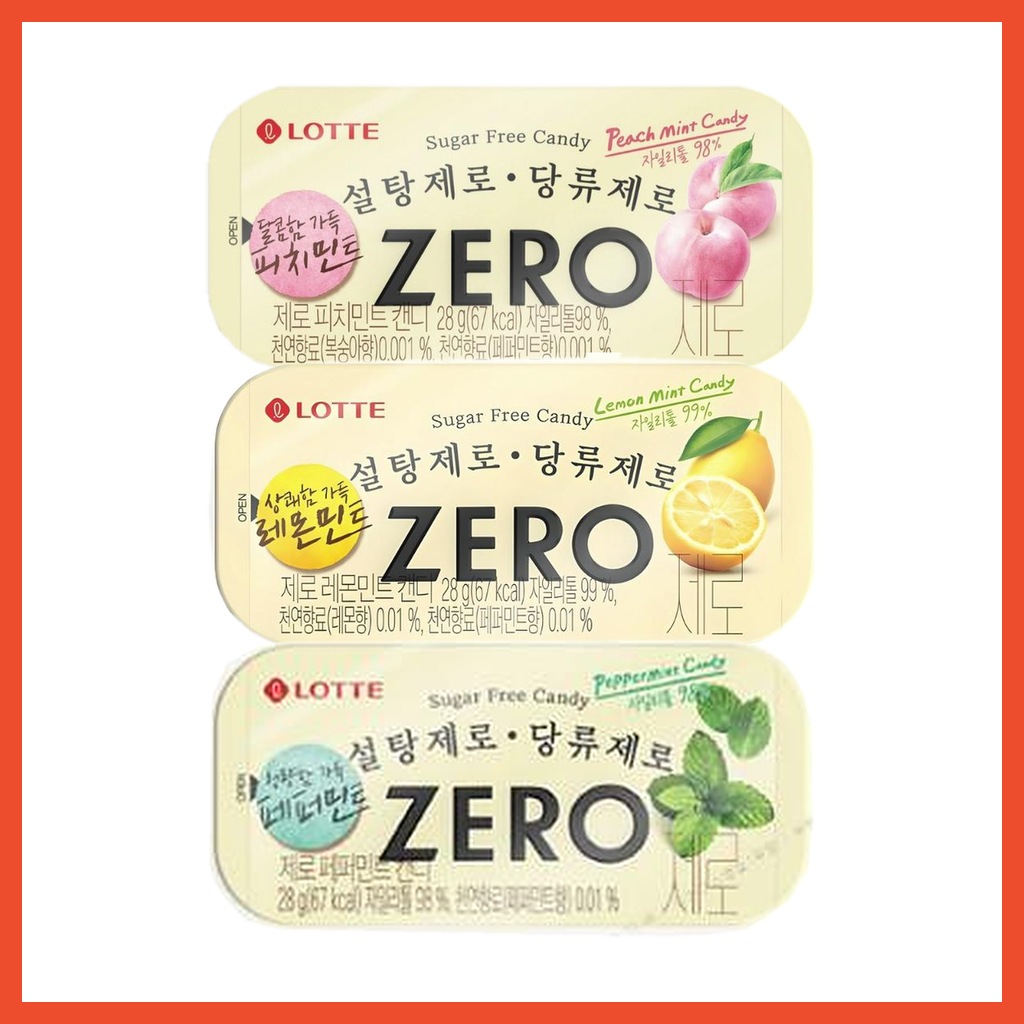 LOTTE
Sugar Free Candy
Peach Mint Candy
자일리톨 98%
설탕제로·당류제로
OPEN
달콤함 가득
피치민트
ZERO
제로
제로 피치민트 캔디 28 g(67 kcal) 자일리톨98 %,
천연향료(복숭아향)0.001 %, 천연향료(페퍼민트향)0.001 %
LOTTE
Sugar Free Candy
Lemon Mint Candy
자일리톨 99%
설탕제로·당류제로
OPEN
상쾌함 가득
레몬민트
ZERO
제로
제로 레몬민트 캔디 28 g(67 kcal) 자일리톨 99 %,
천연향료(레몬향) 0.01 %, 천연향료(페퍼민트향) 0.01 %
LOTTE
Sugar Free Candy
Peppermint Candy
자일리톨 98%
설탕제로·당류제로
OPEN
청량함 가득
페퍼민트
ZERO
제로
제로 페퍼민트 캔디
28 g(67 kcal) 자일리톨 98 %, 천연향료(페퍼민트향) 0.01 %